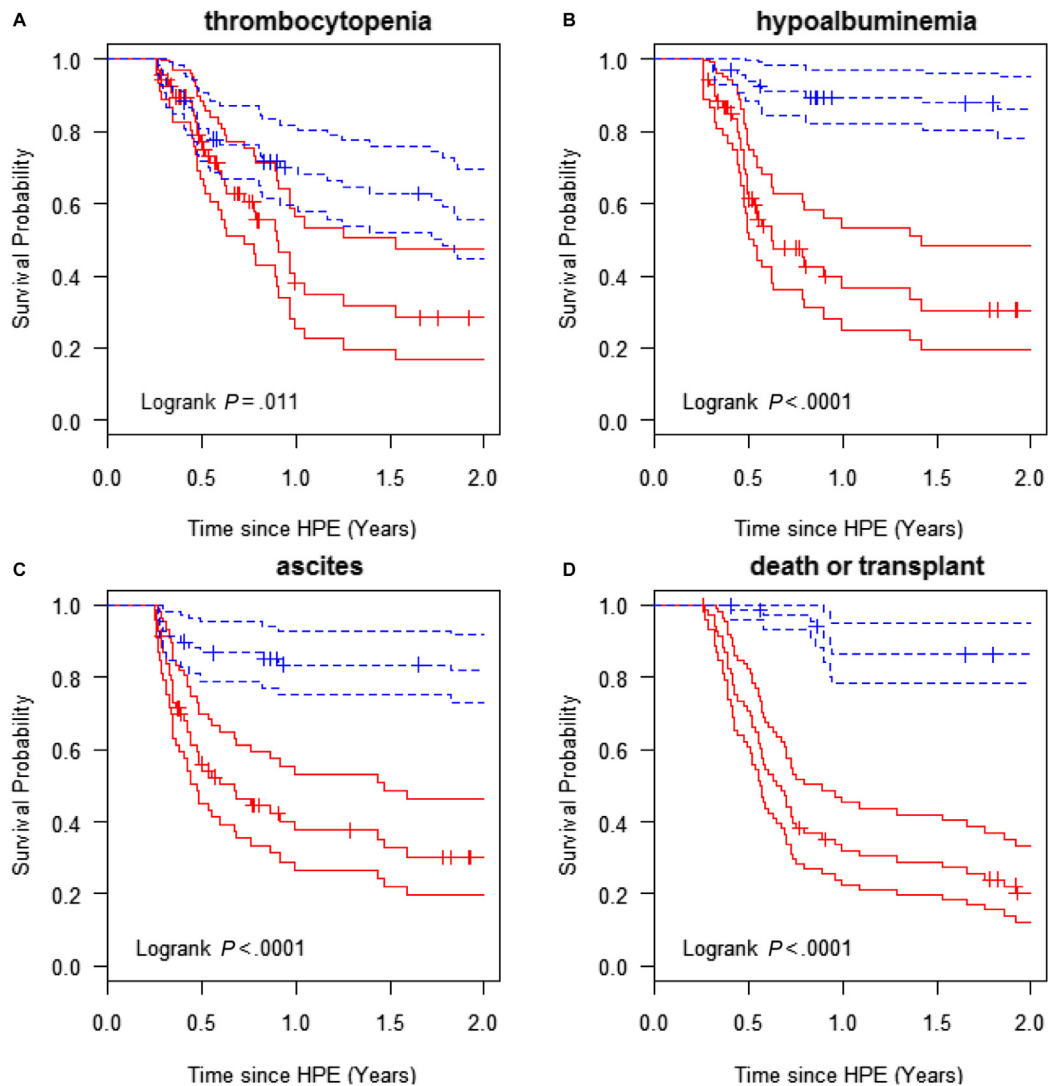 A
thrombocytopenia
Survival Probability
1.0
0.8
0.6
0.4
0.2
0.0
Logrank P = .011
0.0 0.5 1.0 1.5 2.0
Time since HPE (Years)
B
hypoalbuminemia
Survival Probability
1.0
0.8
0.6
0.4
0.2
0.0
Logrank P < .0001
0.0 0.5 1.0 1.5 2.0
Time since HPE (Years)
C
ascites
Survival Probability
1.0
0.8
0.6
0.4
0.2
0.0
Logrank P < .0001
0.0 0.5 1.0 1.5 2.0
Time since HPE (Years)
D
death or transplant
Survival Probability
1.0
0.8
0.6
0.4
0.2
0.0
Logrank P < .0001
0.0 0.5 1.0 1.5 2.0
Time since HPE (Years)